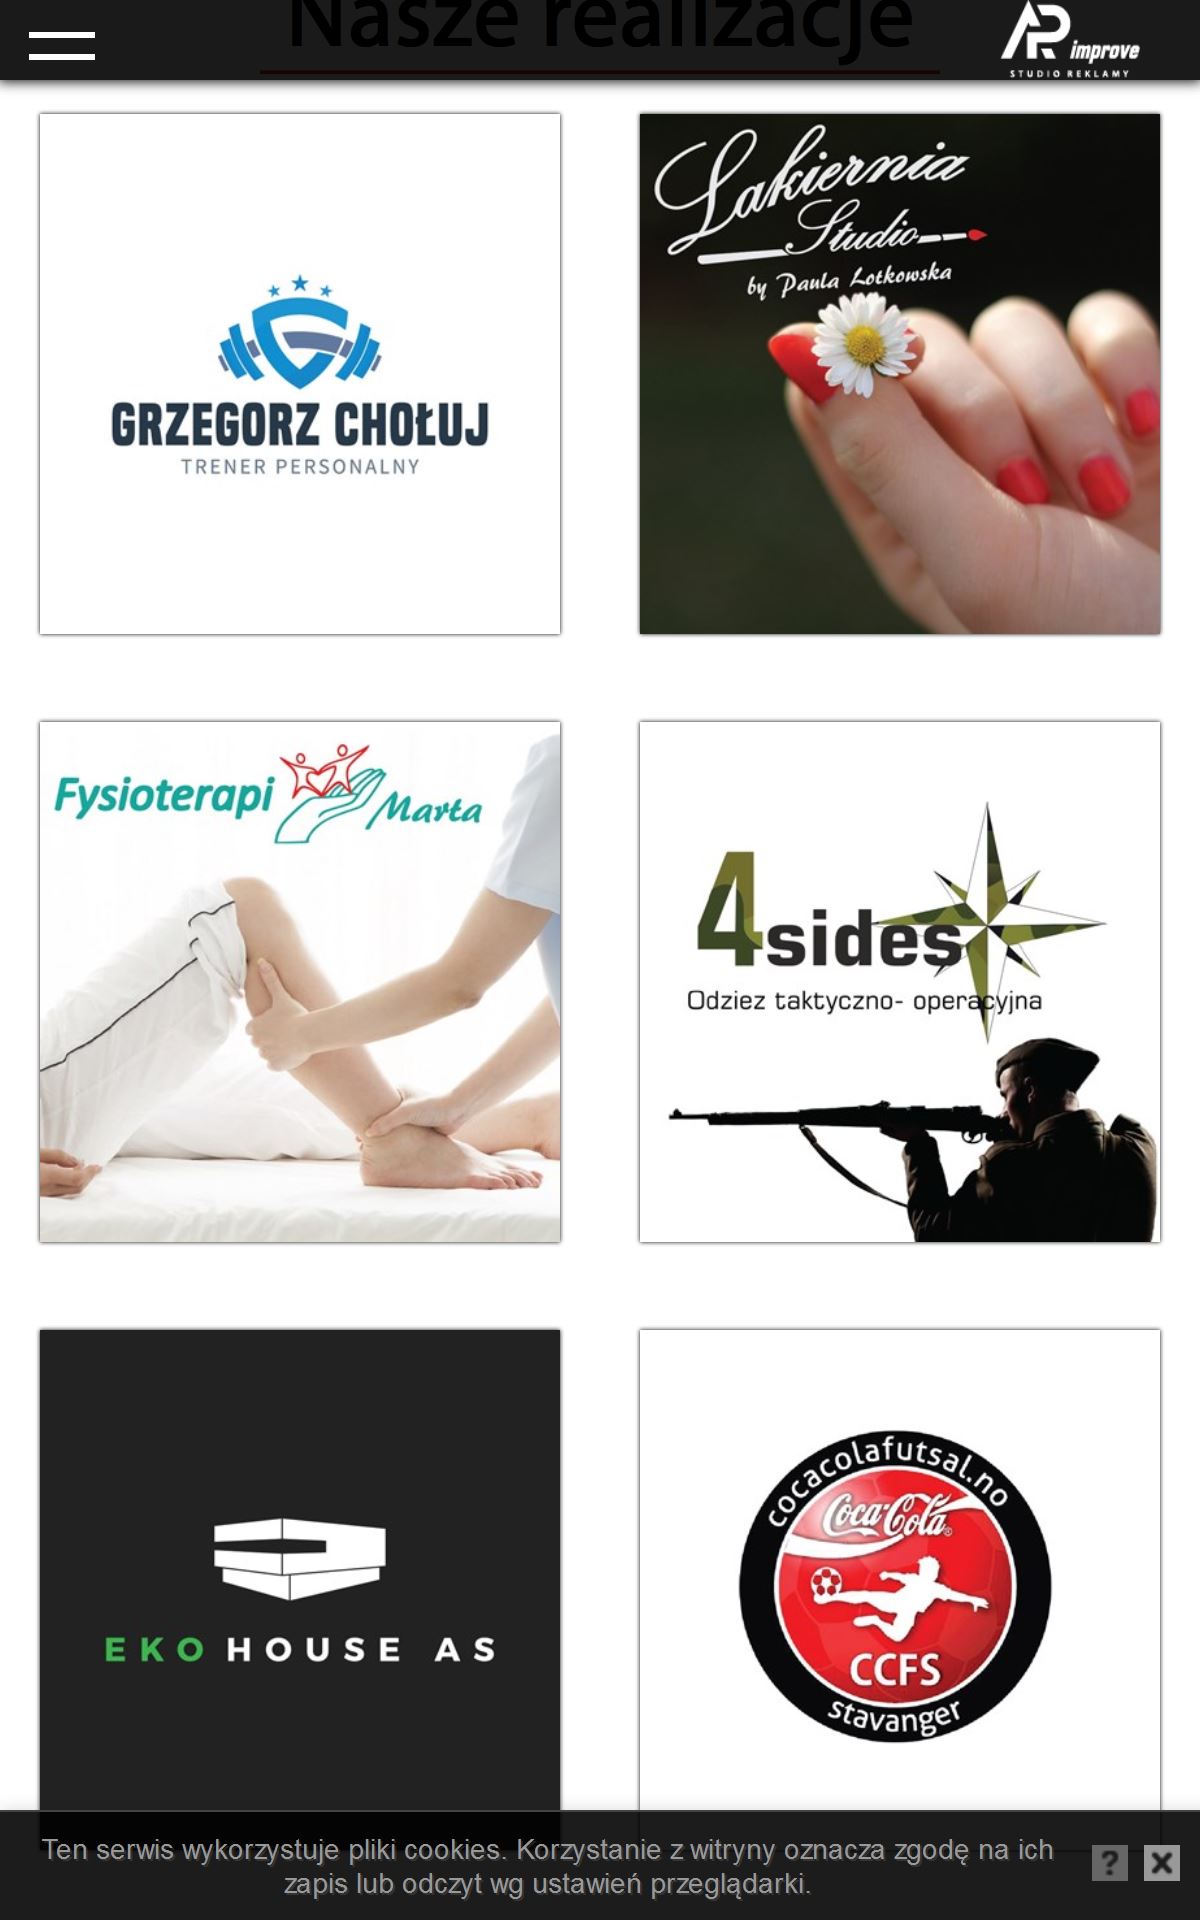 Nasze realizacje
AP improve
STUDIO REKLAMY
GRZEGORZ CHOŁUJ
TRENER PERSONALNY
Lakiernia
Studio
by Paula Lotkowska
Fysioterapi Marta
4sides
Odziez taktyczno- operacyjna
EKO HOUSE AS
cocacolafutsal.no
Coca-Cola®
CCFS
stavanger
Ten serwis wykorzystuje pliki cookies. Korzystanie z witryny oznacza zgodę na ich
zapis lub odczyt wg ustawień przeglądarki.
?